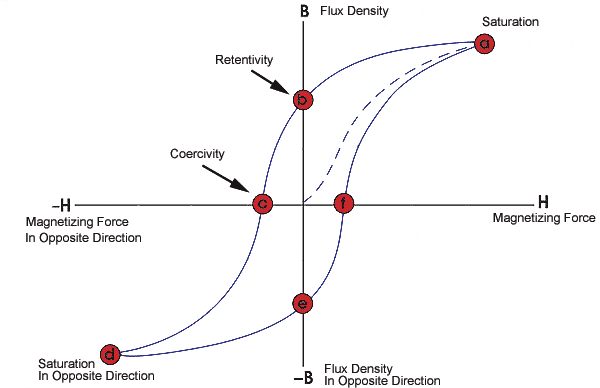 B Flux Density
Saturation
a
Retentivity
b
Coercivity
–H
c
f
H
Magnetizing Force
In Opposite Direction
Magnetizing Force
e
d
Saturation
In Opposite Direction
–B
Flux Density
In Opposite Direction